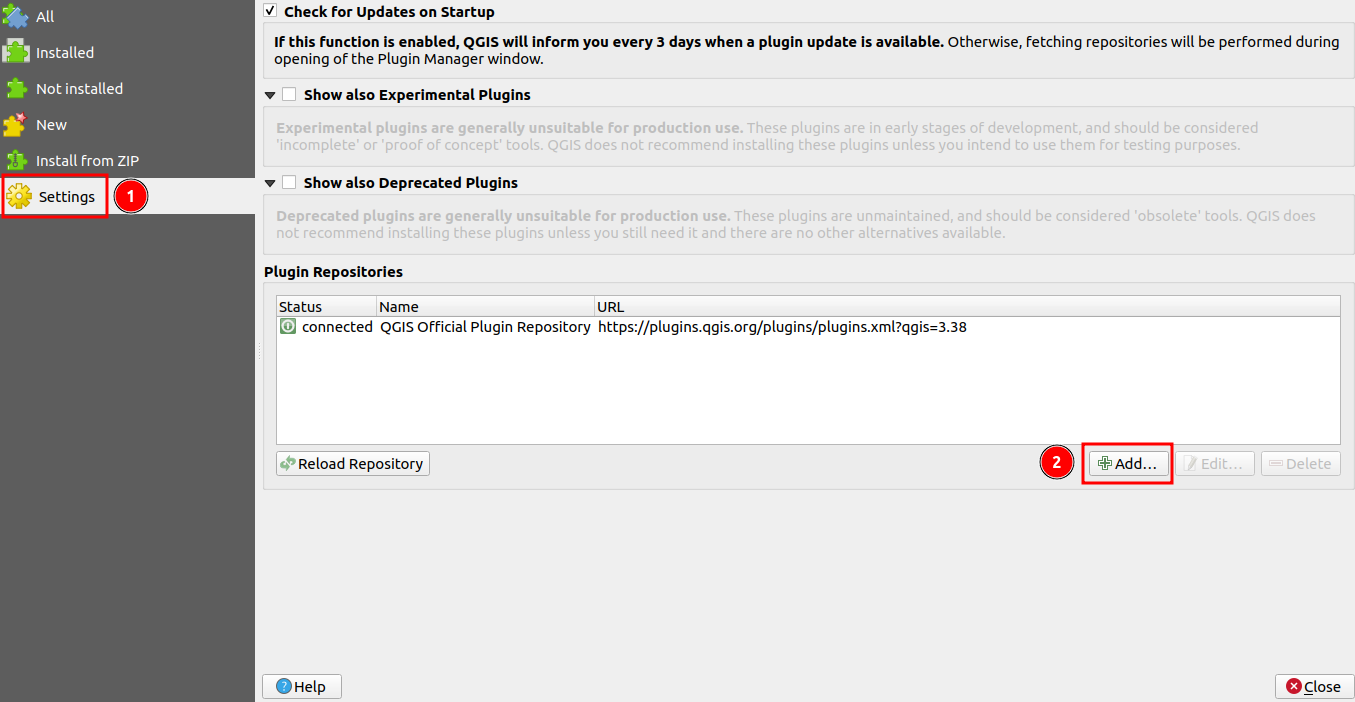 All
Installed
Not installed
New
Install from ZIP
Settings
1
Check for Updates on Startup
If this function is enabled, QGIS will inform you every 3 days when a plugin update is available. Otherwise, fetching repositories will be performed during
opening of the Plugin Manager window.
Show also Experimental Plugins
Experimental plugins are generally unsuitable for production use. These plugins are in early stages of development, and should be considered
'incomplete' or 'proof of concept' tools. QGIS does not recommend installing these plugins unless you intend to use them for testing purposes.
Show also Deprecated Plugins
Deprecated plugins are generally unsuitable for production use. These plugins are unmaintained, and should be considered 'obsolete' tools. QGIS does
not recommend installing these plugins unless you still need it and there are no other alternatives available.
Plugin Repositories
Status Name URL
connected QGIS Official Plugin Repository https://plugins.qgis.org/plugins/plugins.xml?qgis=3.38
Reload Repository 2 Add... Edit... Delete
Help Close